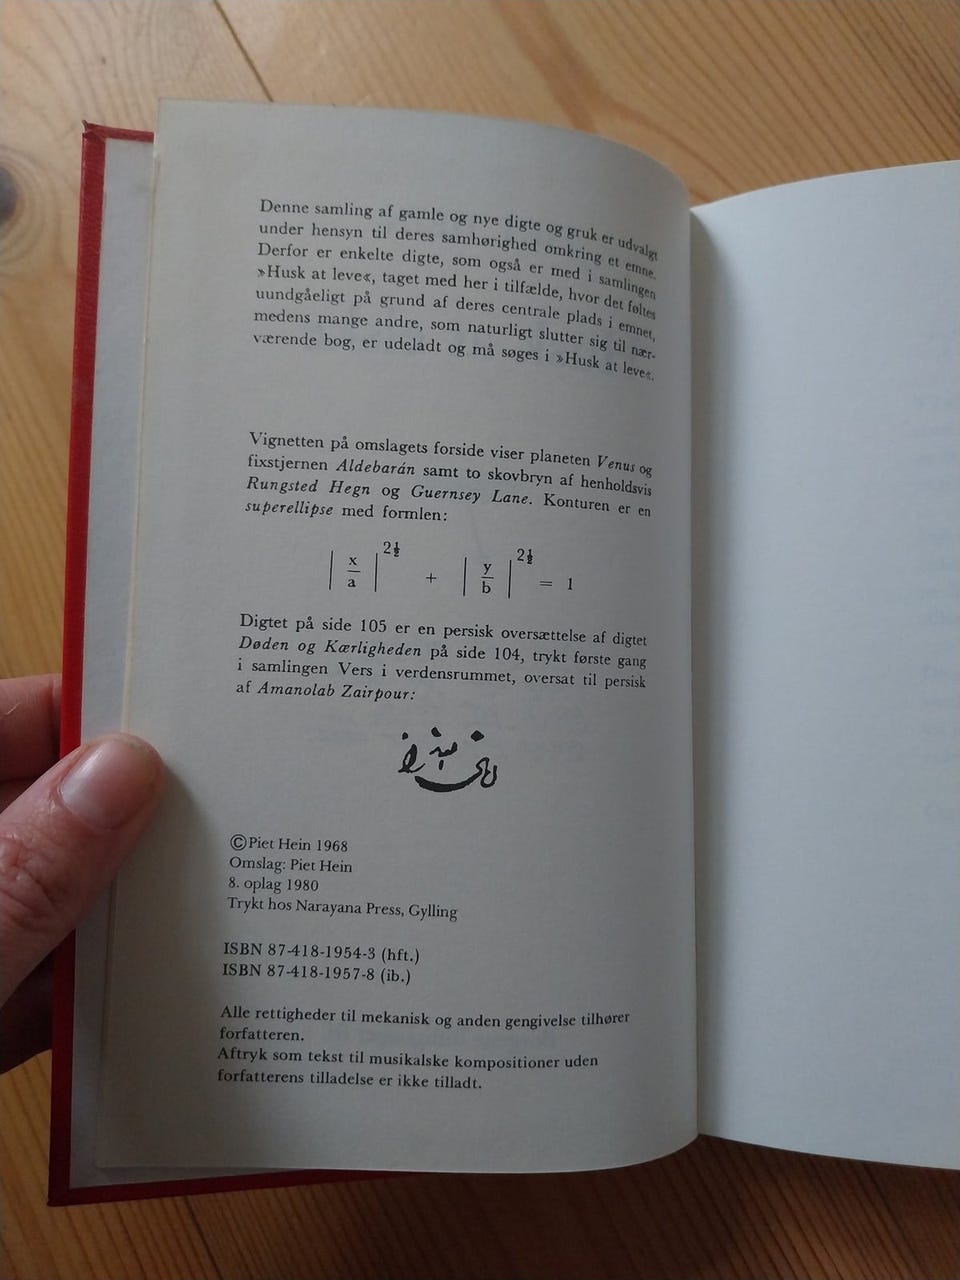 Denne samling af gamle og nye digte og gruk er udvalgt
under hensyn til deres samhørighed omkring et emne.
Derfor er enkelte digte, som også er med i samlingen
»Husk at leve«, taget med her i tilfælde, hvor det føltes
uundgåeligt på grund af deres centrale plads i emnet,
medens mange andre, som naturligt slutter sig til nær-
værende bog, er udeladt og må søges i »Husk at leve«.
Vignetten på omslagets forside viser planeten Venus og
fixstjernen Aldebarán samt to skovbryn af henholdsvis
Rungsted Hegn og Guernsey Lane. Konturen er en
superellipse med formlen:
| x/a |^2½ + | y/b |^2½ = 1
Digtet på side 105 er en persisk oversættelse af digtet
Døden og Kærligheden på side 104, trykt første gang
i samlingen Vers i verdensrummet, oversat til persisk
af Amanolab Zairpour:
©Piet Hein 1968
Omslag: Piet Hein
8. oplag 1980
Trykt hos Narayana Press, Gylling
ISBN 87-418-1954-3 (hft.)
ISBN 87-418-1957-8 (ib.)
Alle rettigheder til mekanisk og anden gengivelse tilhører
forfatteren.
Aftryk som tekst til musikalske kompositioner uden
forfatterens tilladelse er ikke tilladt.